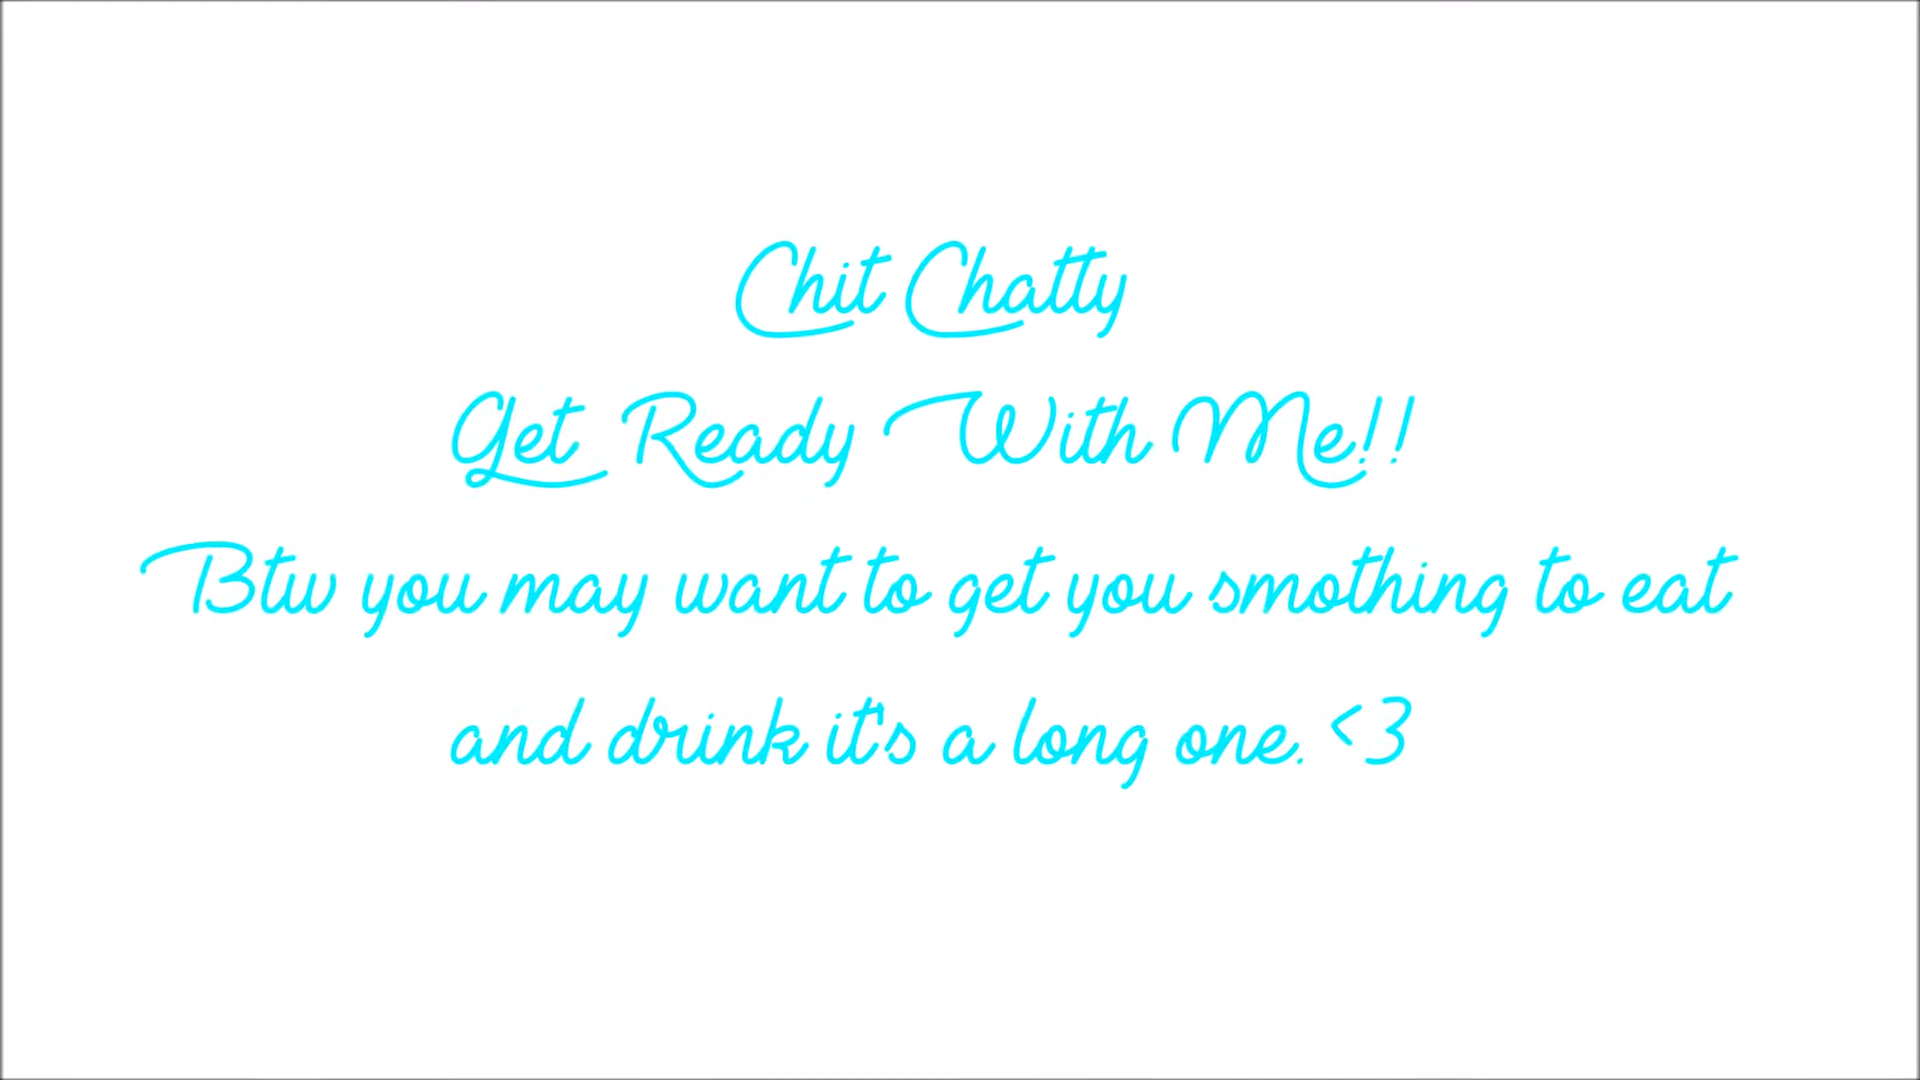 Chit Chatty
Get Ready With Me!!
Btw you may want to get you smothing to eat
and drink it's a long one. <3